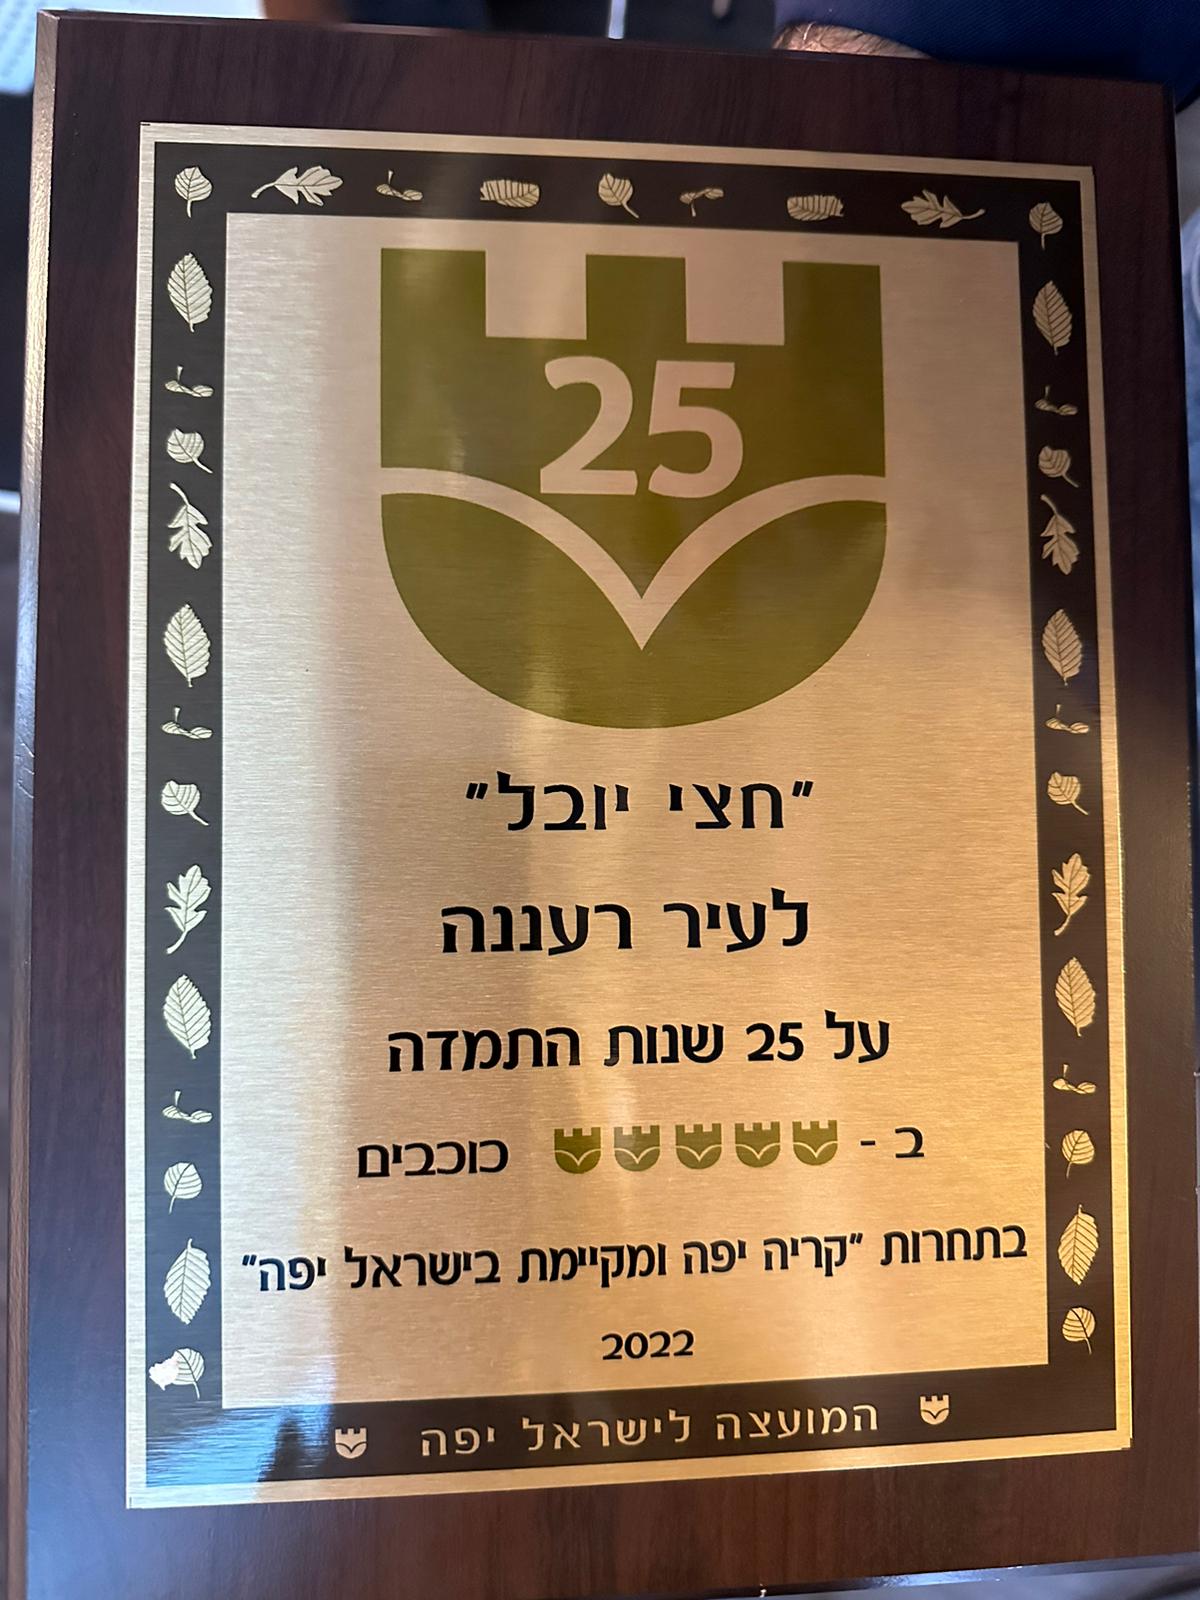 25
"חצי יובל"
לעיר רעננה
על 25 שנות התמדה
ב - כוכבים
בתחרות "קריה יפה ומקיימת בישראל יפה"
2022
המועצה לישראל יפה